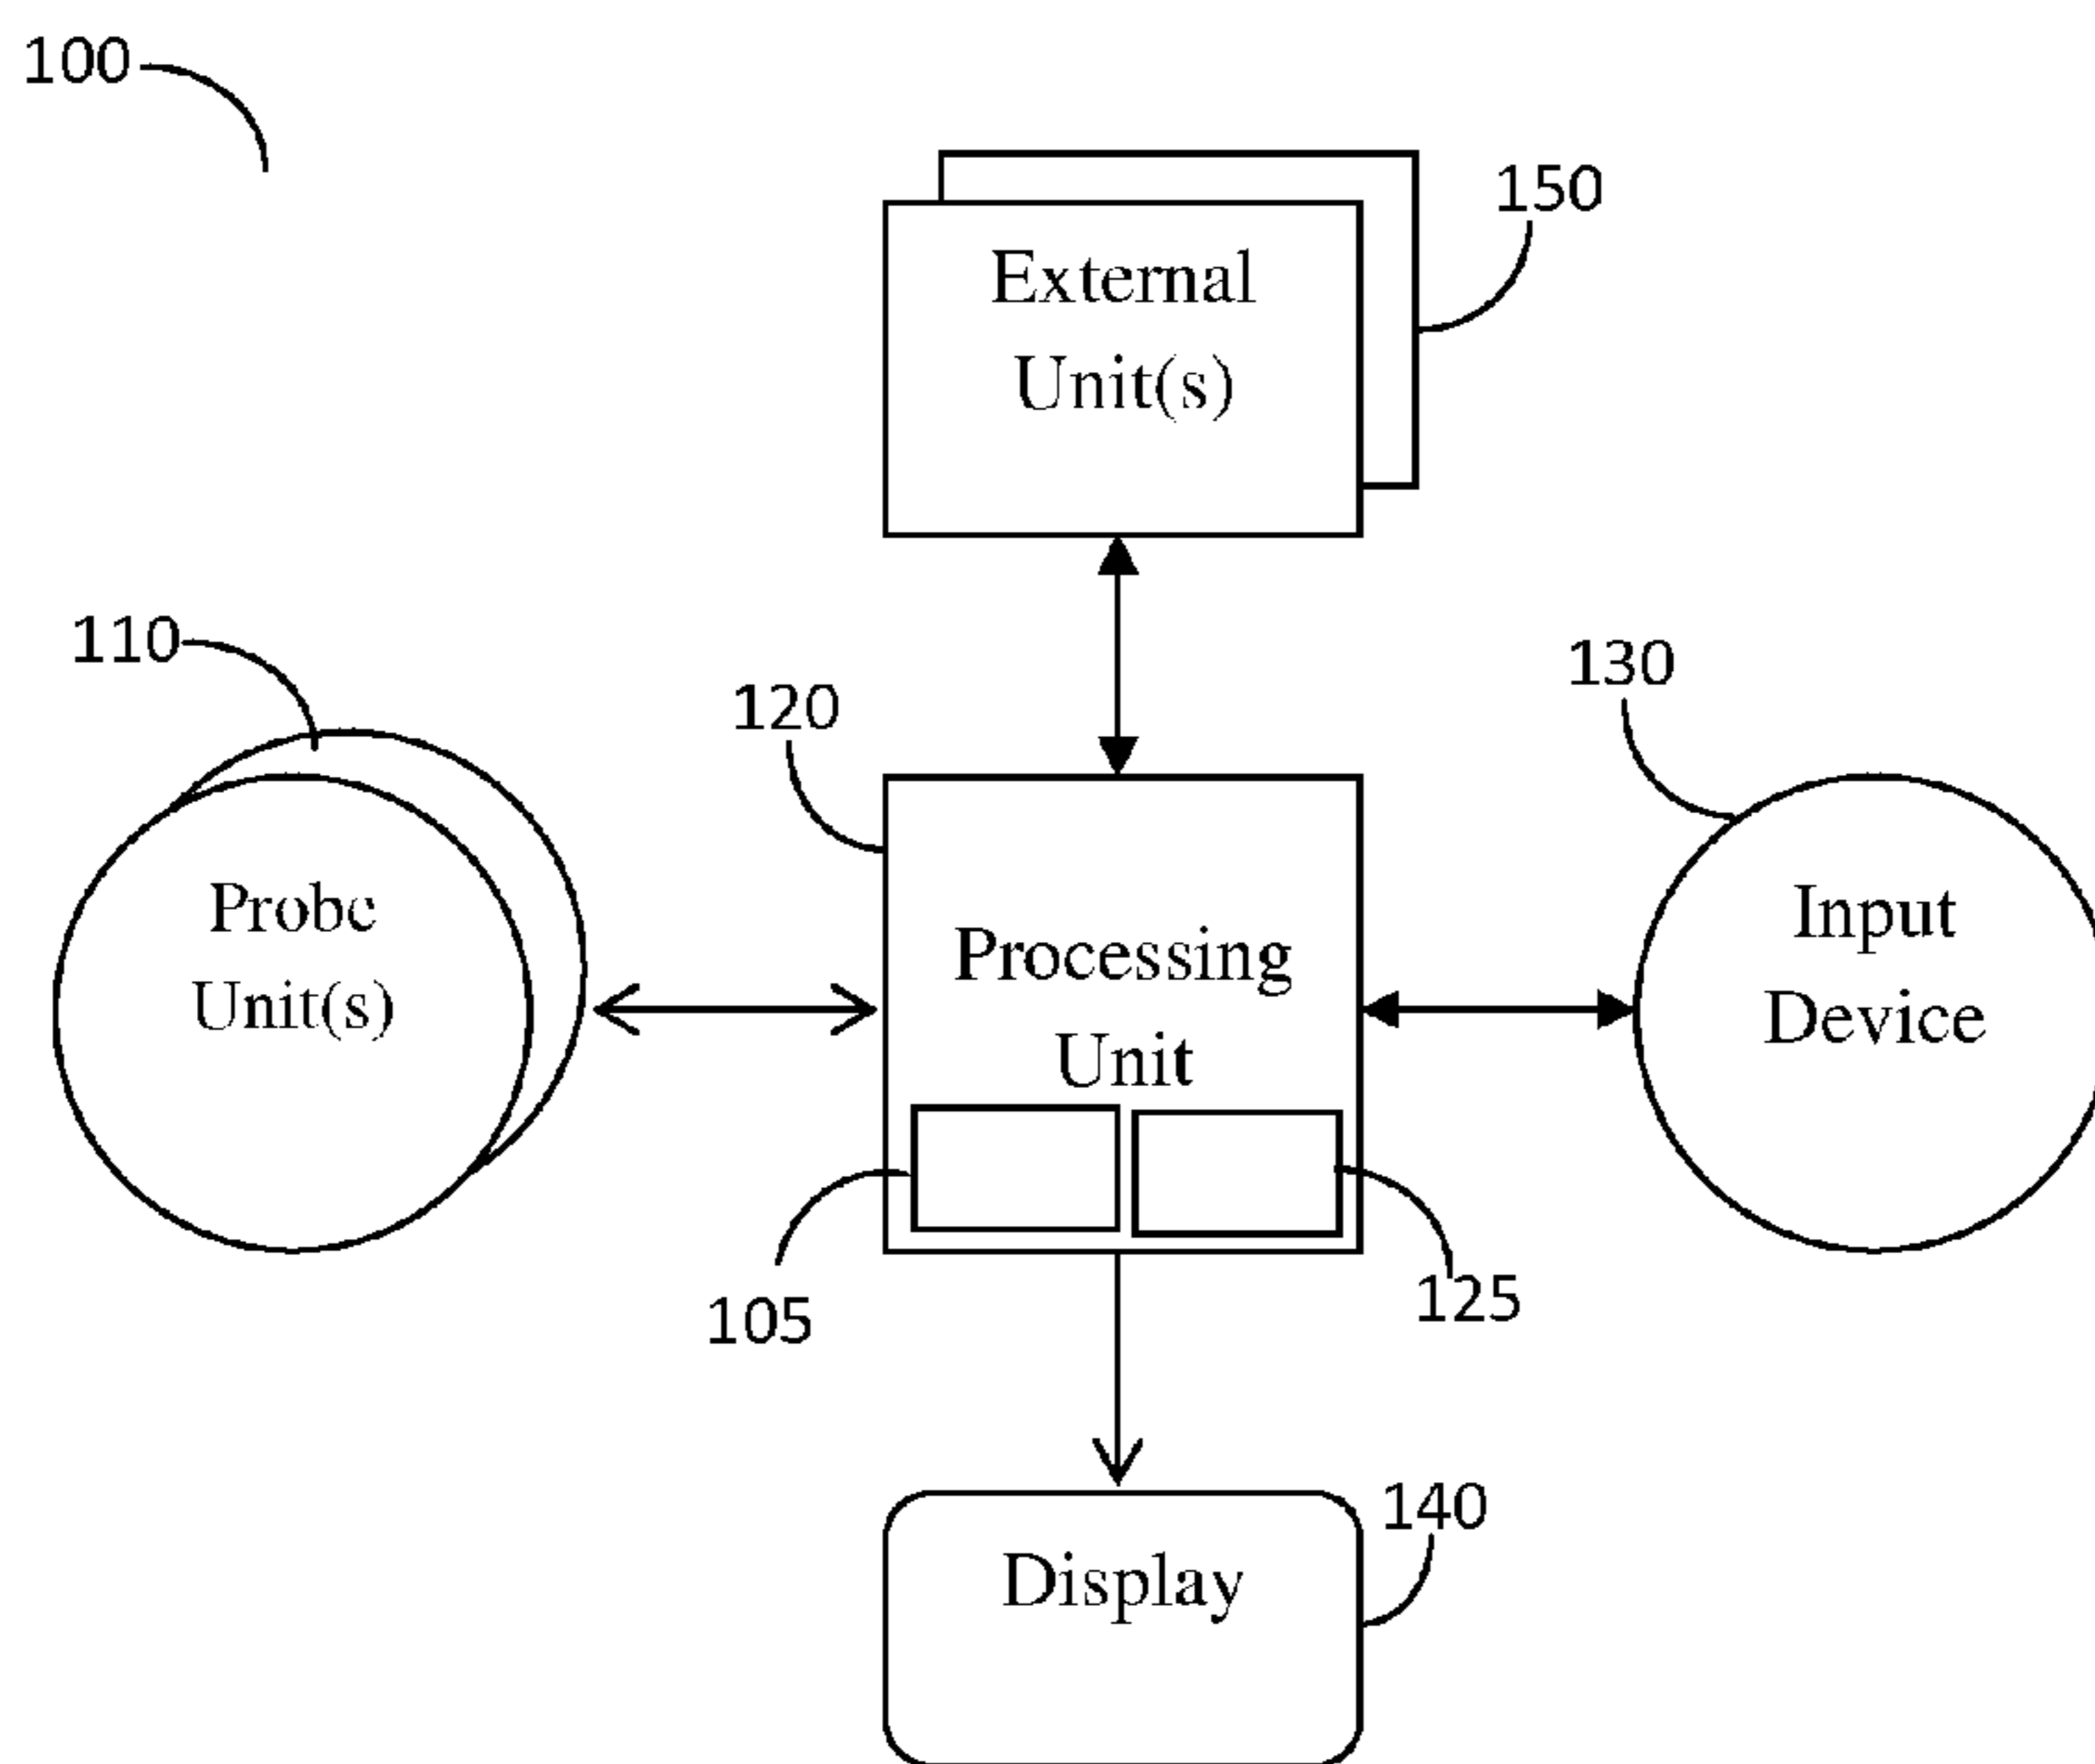 100
External
Unit(s)
150
110
120
130
Probe
Unit(s)
Processing
Unit
Input
Device
105
125
Display
140